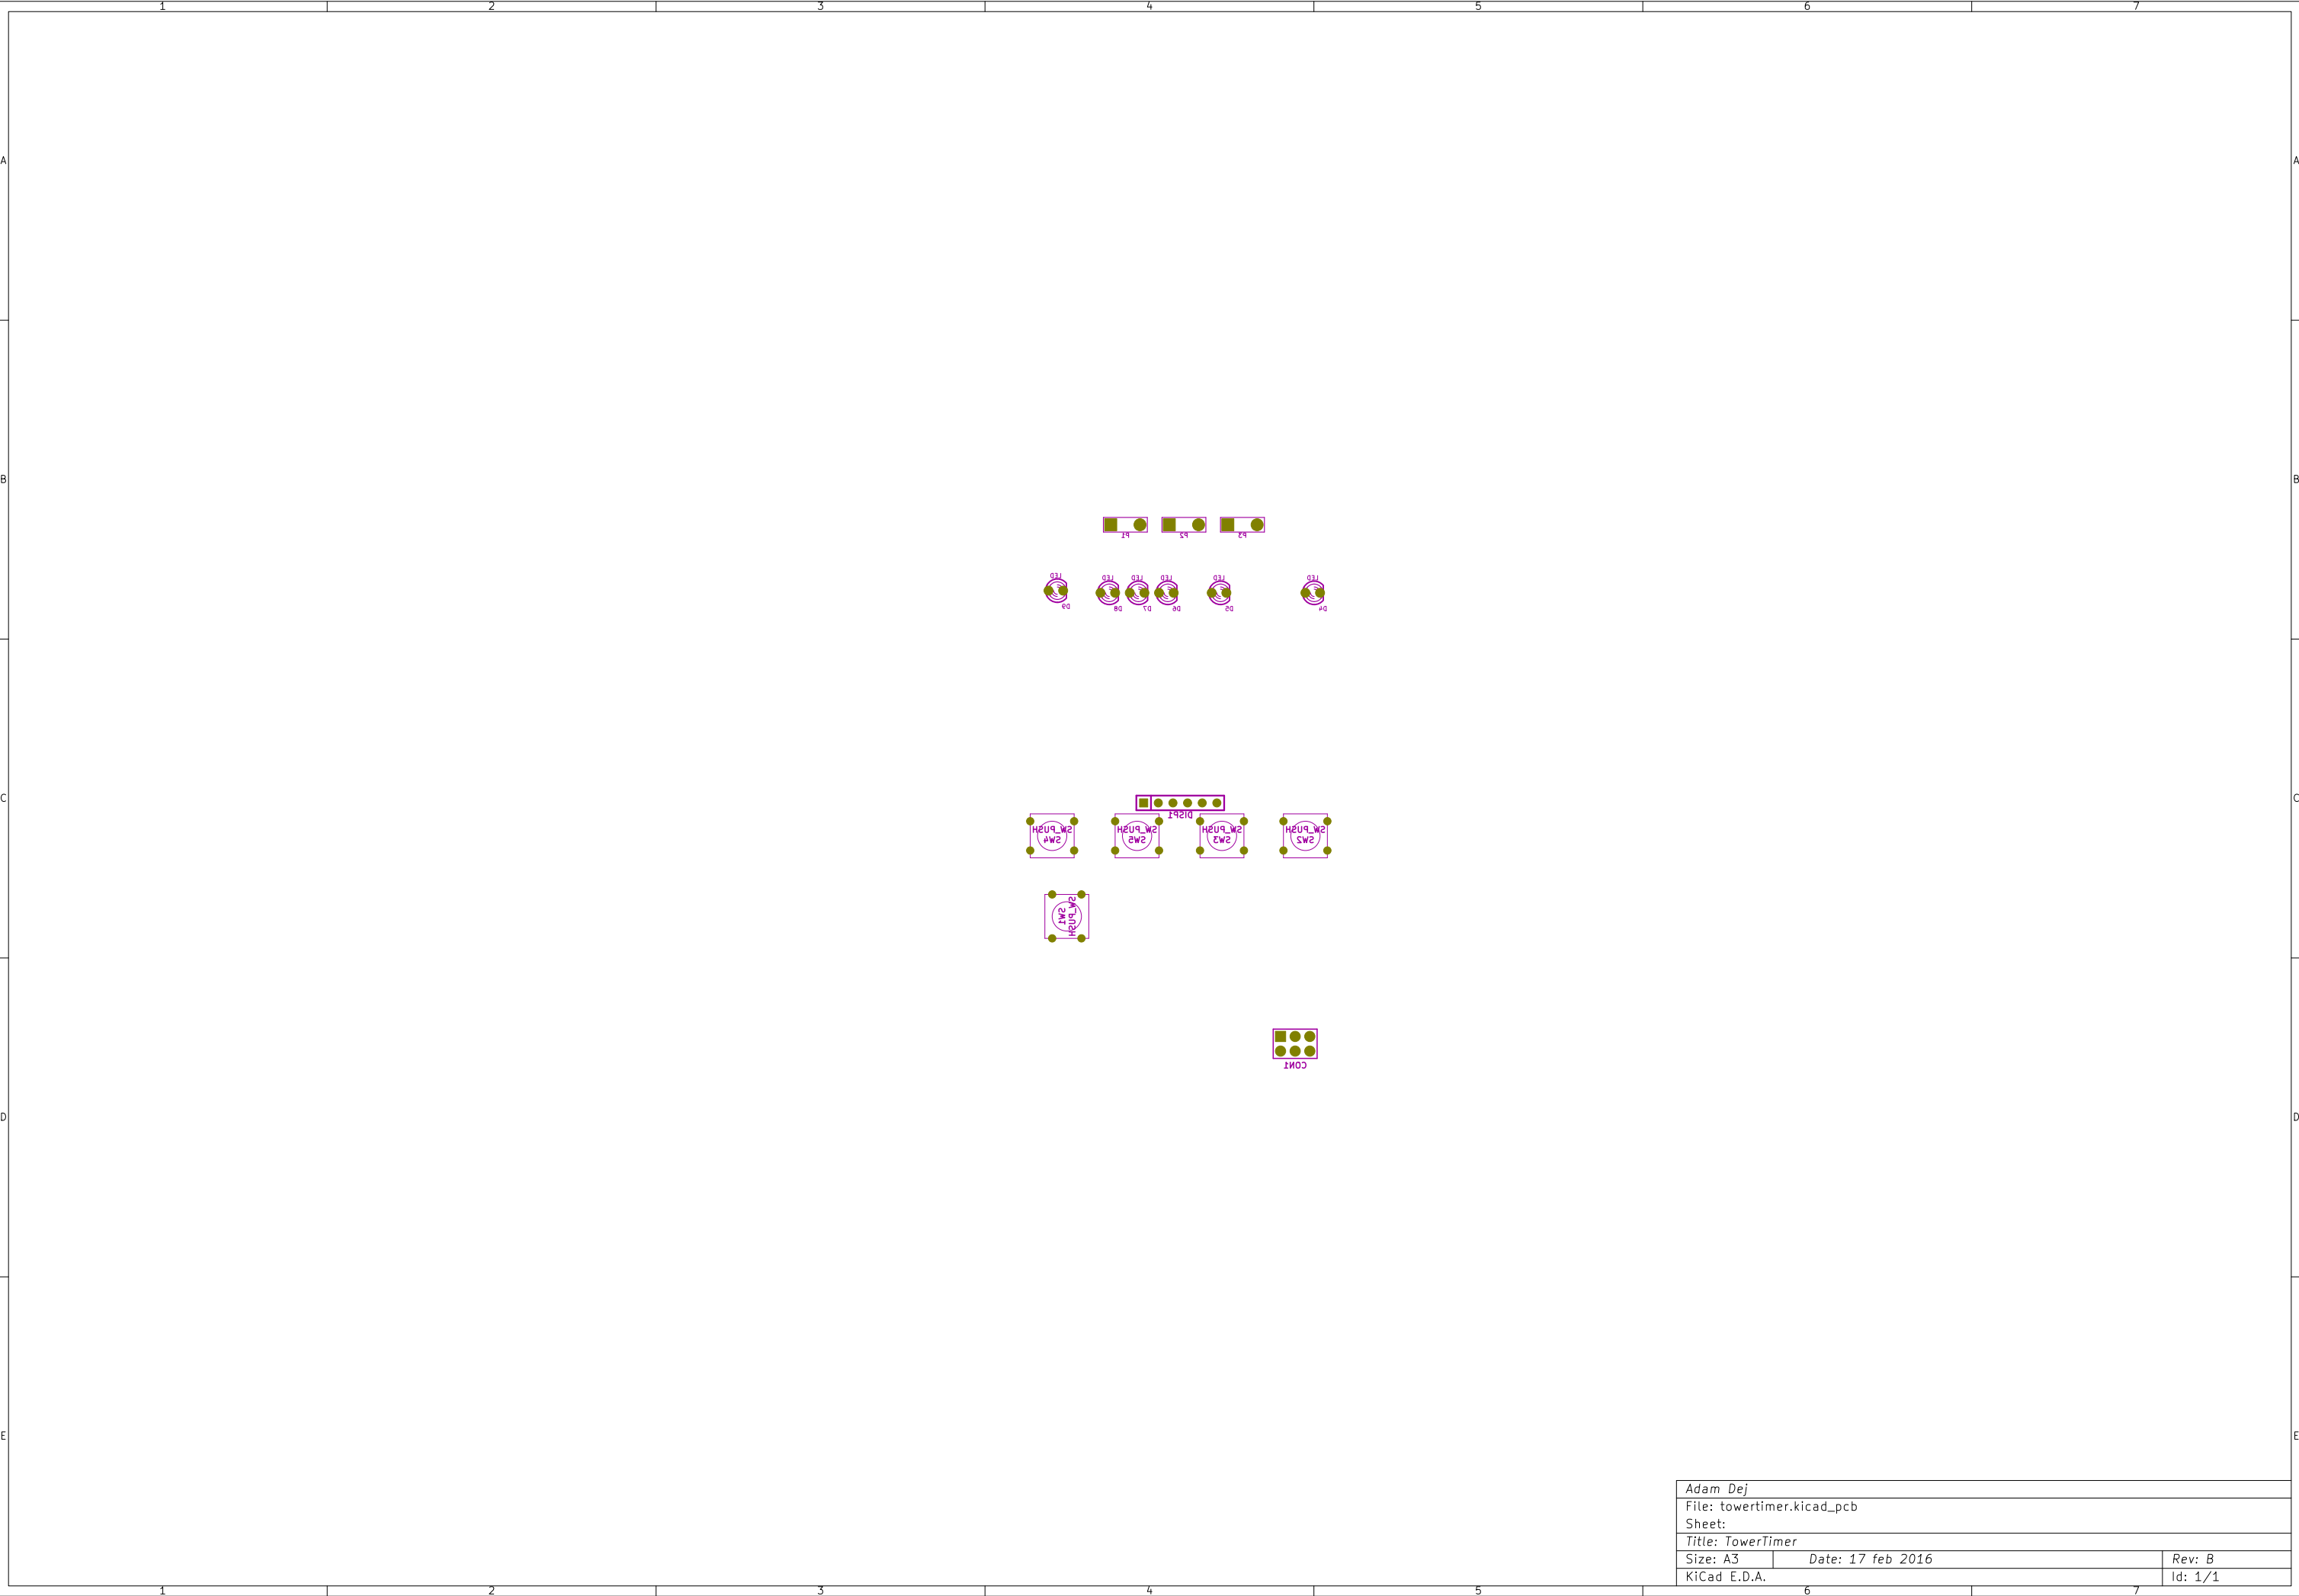 1 2 3 4 5 6 7
A A
B B
P1 P2 P3
LED LED LED LED LED LED
D9 D8 D7 D6 D5 D4
C C
DISP1
SW_PUSH SW_PUSH SW_PUSH SW_PUSH
SW4 SW5 SW3 SW2
SW_PUSH
SW1
CON1
D D
E E
Adam Dej
File: towertimer.kicad_pcb
Sheet:
Title: TowerTimer
Size: A3 Date: 17 feb 2016 Rev: B
KiCad E.D.A. Id: 1/1
1 2 3 4 5 6 7